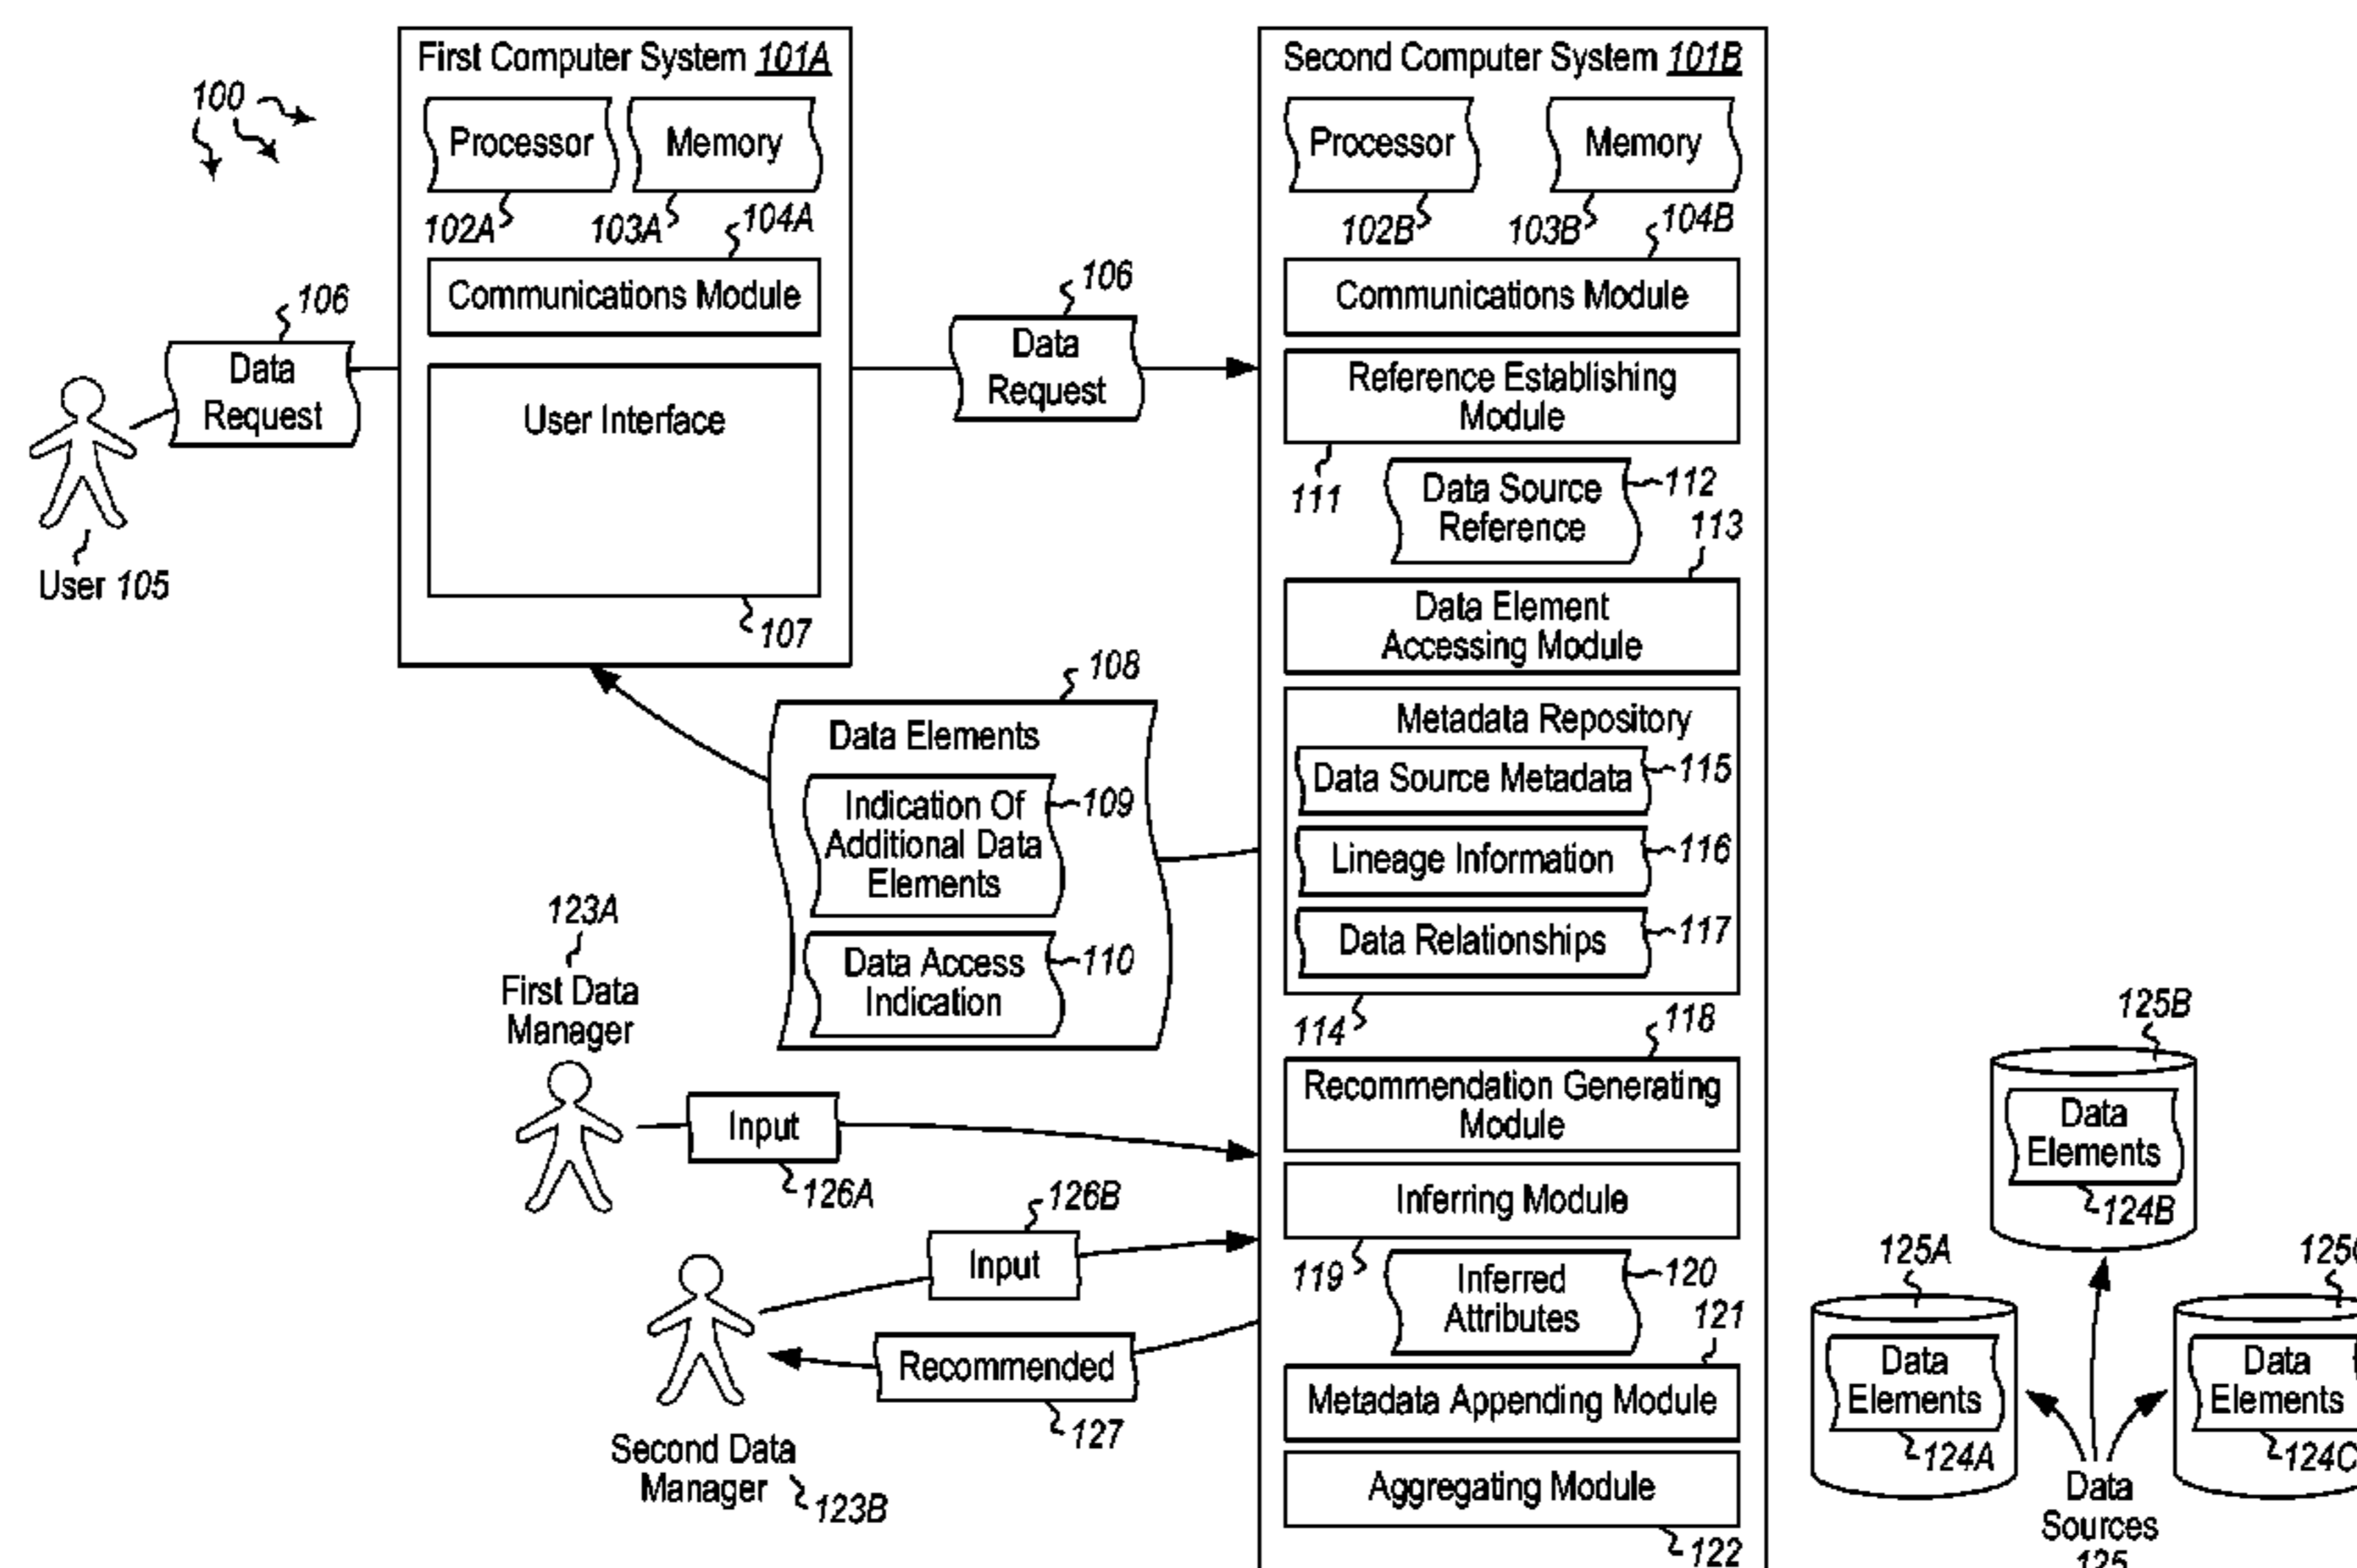 100
First Computer System 101A
Processor
Memory
102A
103A
104A
Communications Module
User Interface
107
106
Data
Request
User 105
106
Data
Request
Second Computer System 101B
Processor
Memory
102B
103B
104B
Communications Module
Reference Establishing
Module
111
Data Source
Reference
112
113
Data Element
Accessing Module
Metadata Repository
Data Source Metadata
115
Lineage Information
116
Data Relationships
117
114
118
Recommendation Generating
Module
Inferring Module
119
Inferred
Attributes
120
121
Metadata Appending Module
Aggregating Module
122
108
Data Elements
Indication Of
Additional Data
Elements
109
Data Access
Indication
110
123A
First Data
Manager
Input
126A
126B
Input
Recommended
127
Second Data
Manager
123B
125B
Data
Elements
124B
125A
Data
Elements
124A
125C
Data
Elements
124C
Data
Sources
125